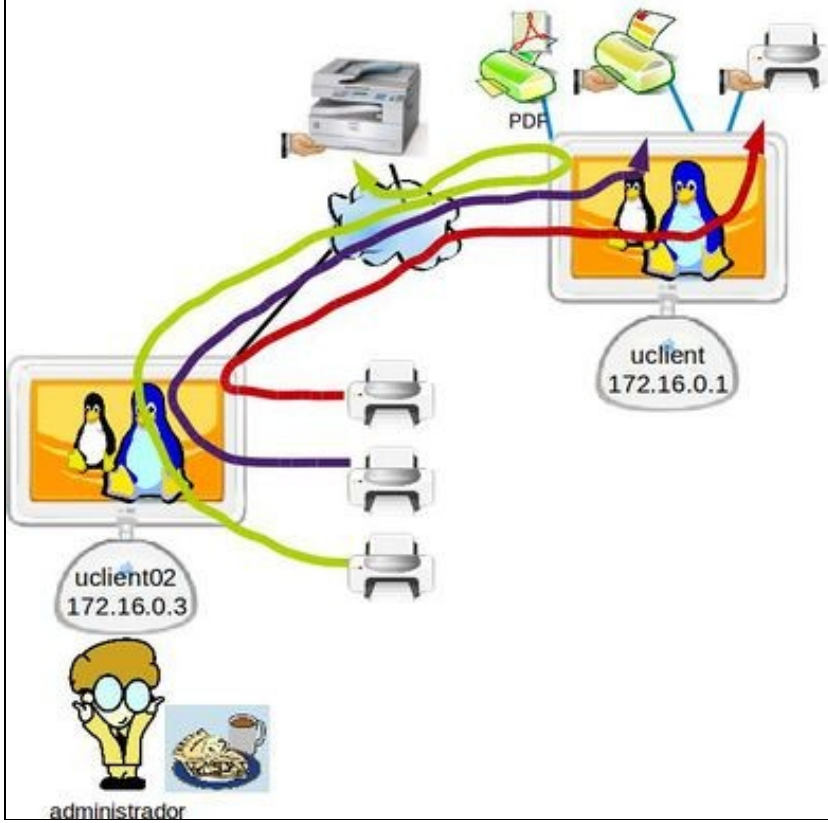 PDF
uclient
172.16.0.1
uclient02
172.16.0.3
administrador